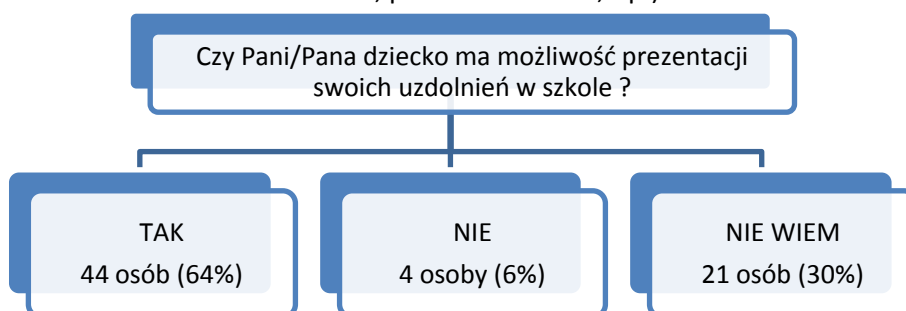 Czy Pani/Pana dziecko ma możliwość prezentacji
swoich uzdolnień w szkole ?
TAK
44 osób (64%)
NIE
4 osoby (6%)
NIE WIEM
21 osób (30%)